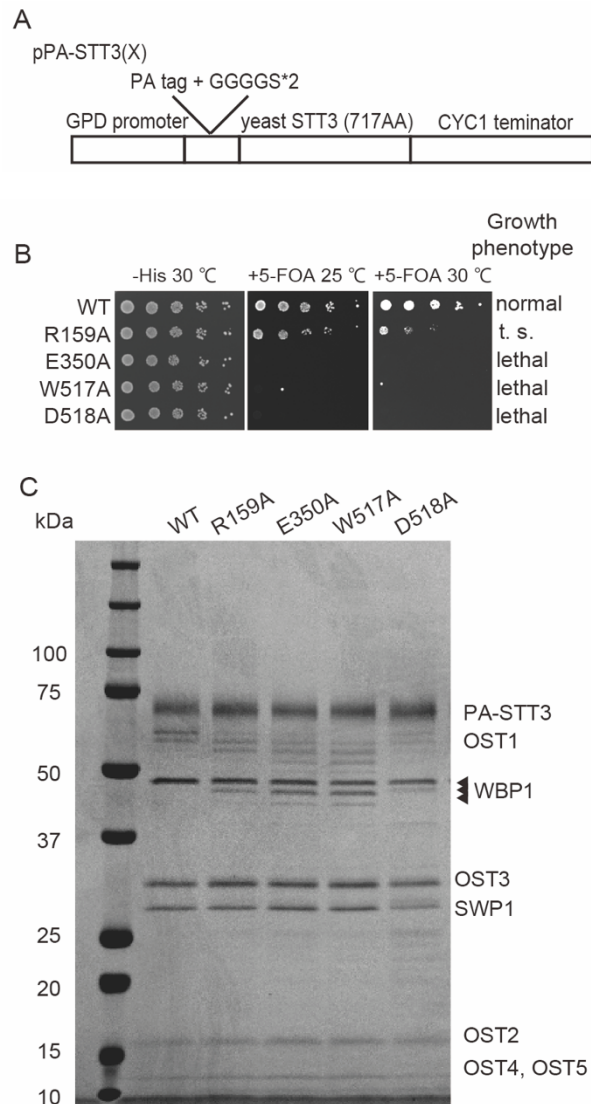 A
pPA-STT3(X)
PA tag + GGGGS*2
GPD promoter yeast STT3 (717AA) CYC1 teminator
B
Growth
phenotype
-His 30 ℃ +5-FOA 25 ℃ +5-FOA 30 ℃
WT normal
R159A t. s.
E350A lethal
W517A lethal
D518A lethal
C
kDa WT R159A E350A W517A D518A
100
75
PA-STT3
OST1
50
WBP1
37
OST3
SWP1
25
20
OST2
15
OST4, OST5
10